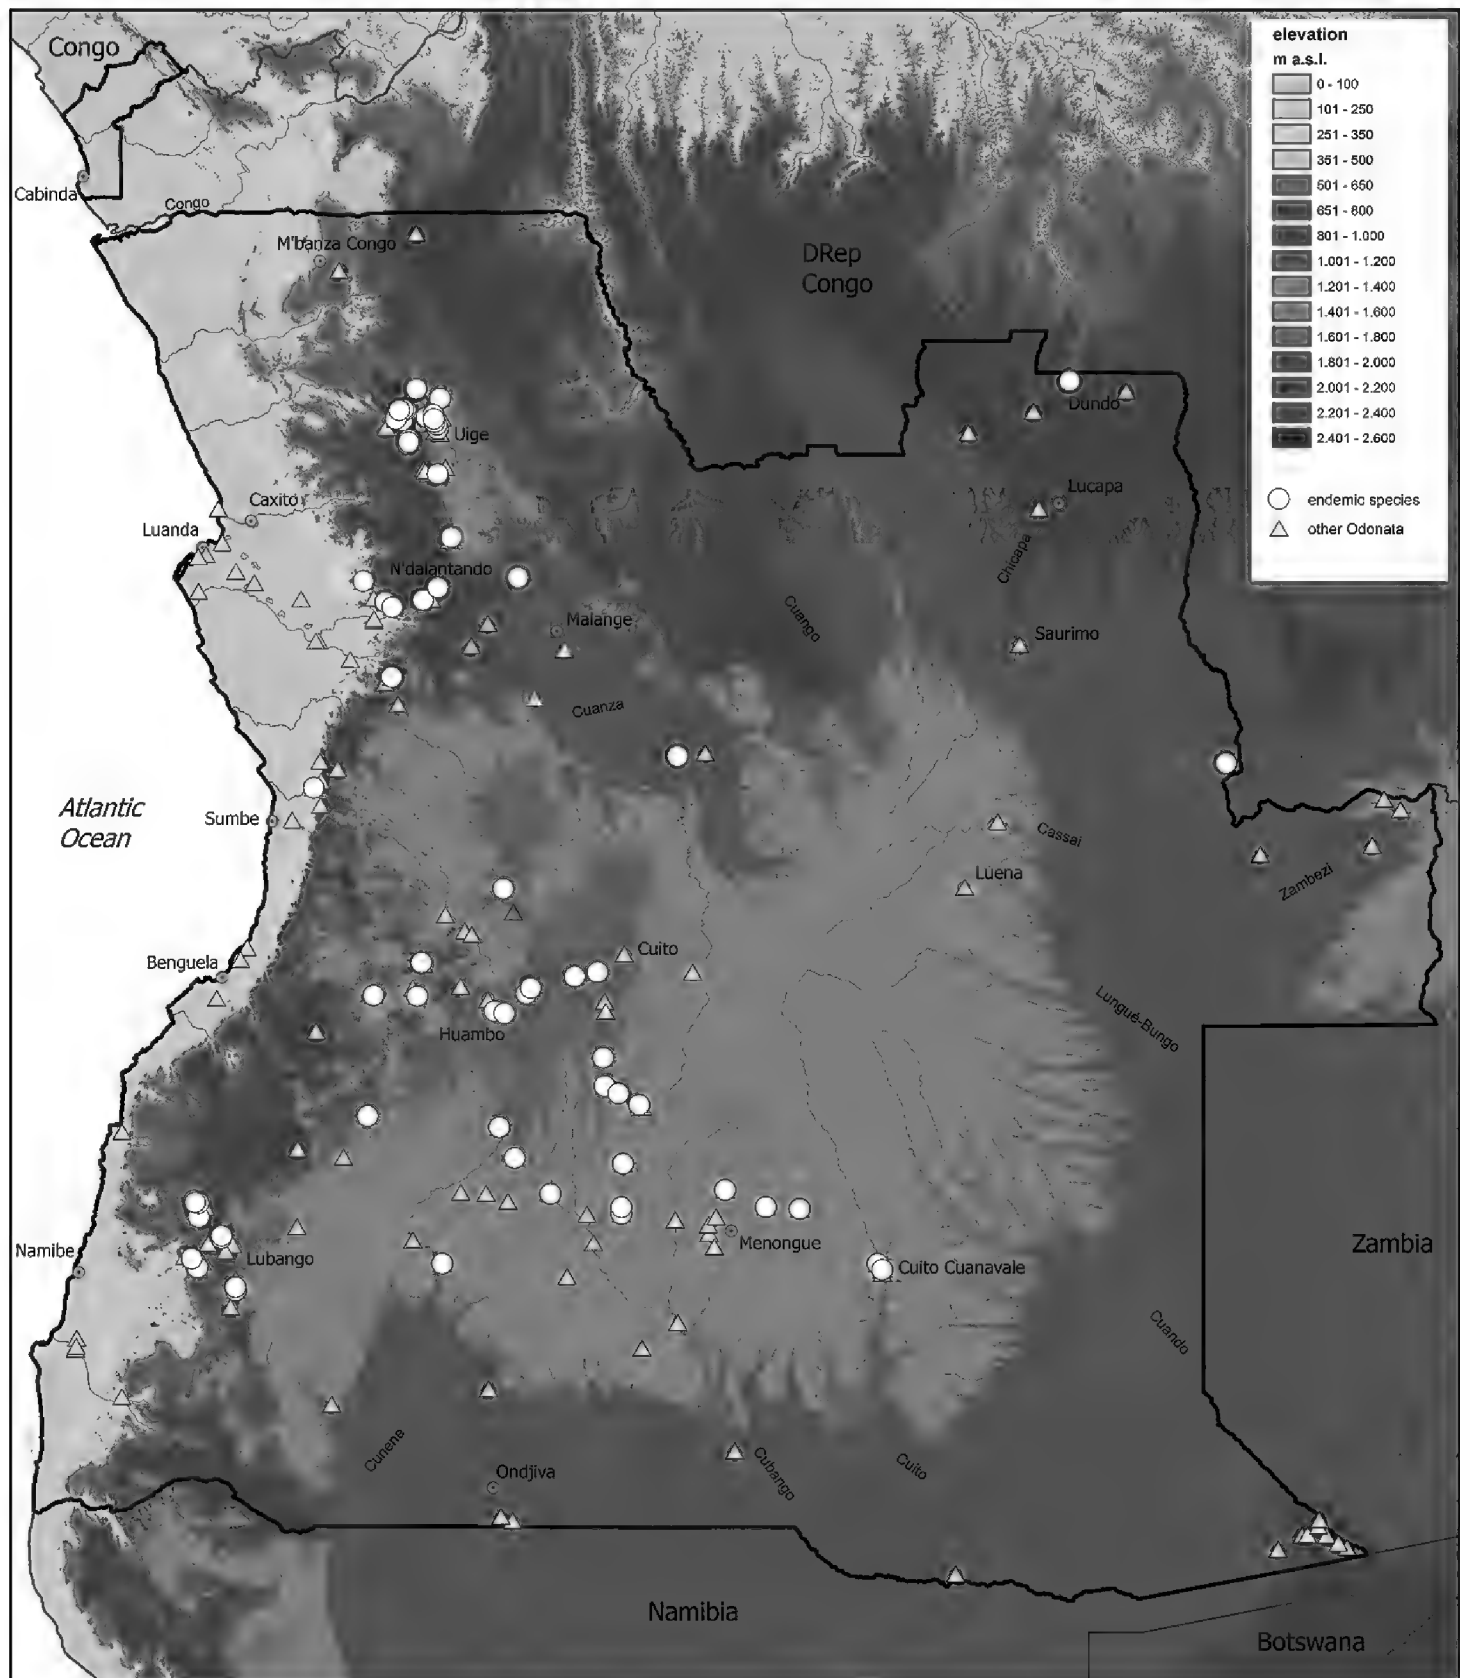 Congo
elevation
m a.s.l.
0 - 100
101 - 250
251 - 350
351 - 500
501 - 650
651 - 800
801 - 1.000
1.001 - 1.200
1.201 - 1.400
1.401 - 1.600
1.601 - 1.800
1.801 - 2.000
2.001 - 2.200
2.201 - 2.400
2.401 - 2.600
endemic species
other Odonata
Cabinda
Congo
M'banza Congo
DRep
Congo
Dundo
Uige
Lucapa
Caxito
Luanda
Chicapa
N'dalantando
Cuango
Malange
Saurimo
Cuanza
Atlantic
Ocean
Sumbe
Cassai
Luena
Zambezi
Cuito
Benguela
Lungué-Bungo
Huambo
Namibe
Lubango
Menongue
Zambia
Cuito Cuanavale
Cuando
Cunene
Cubango
Cuito
Ondjiva
Namibia
Botswana